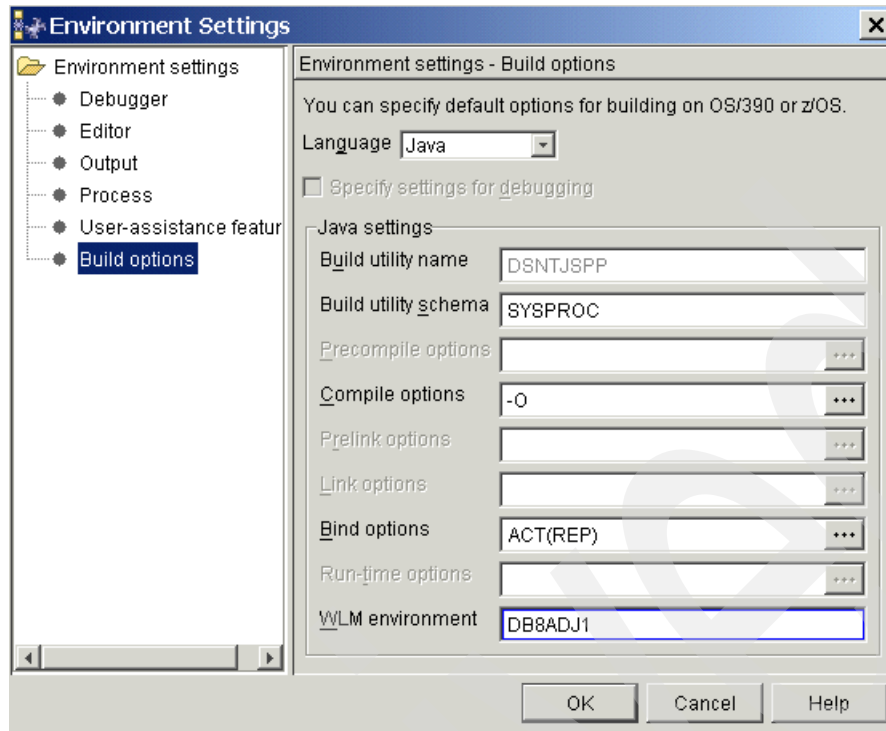 Environment Settings
Environment settings
Debugger
Editor
Output
Process
User-assistance featur
Build options
Environment settings - Build options
You can specify default options for building on OS/390 or z/OS.
Language Java
Specify settings for debugging
Java settings
Build utility name DSNTJSPP
Build utility schema SYSPROC
Precompile options ...
Compile options -O ...
Prelink options ...
Link options ...
Bind options ACT(REP) ...
Run-time options ...
WLM environment DB8ADJ1
OK Cancel Help